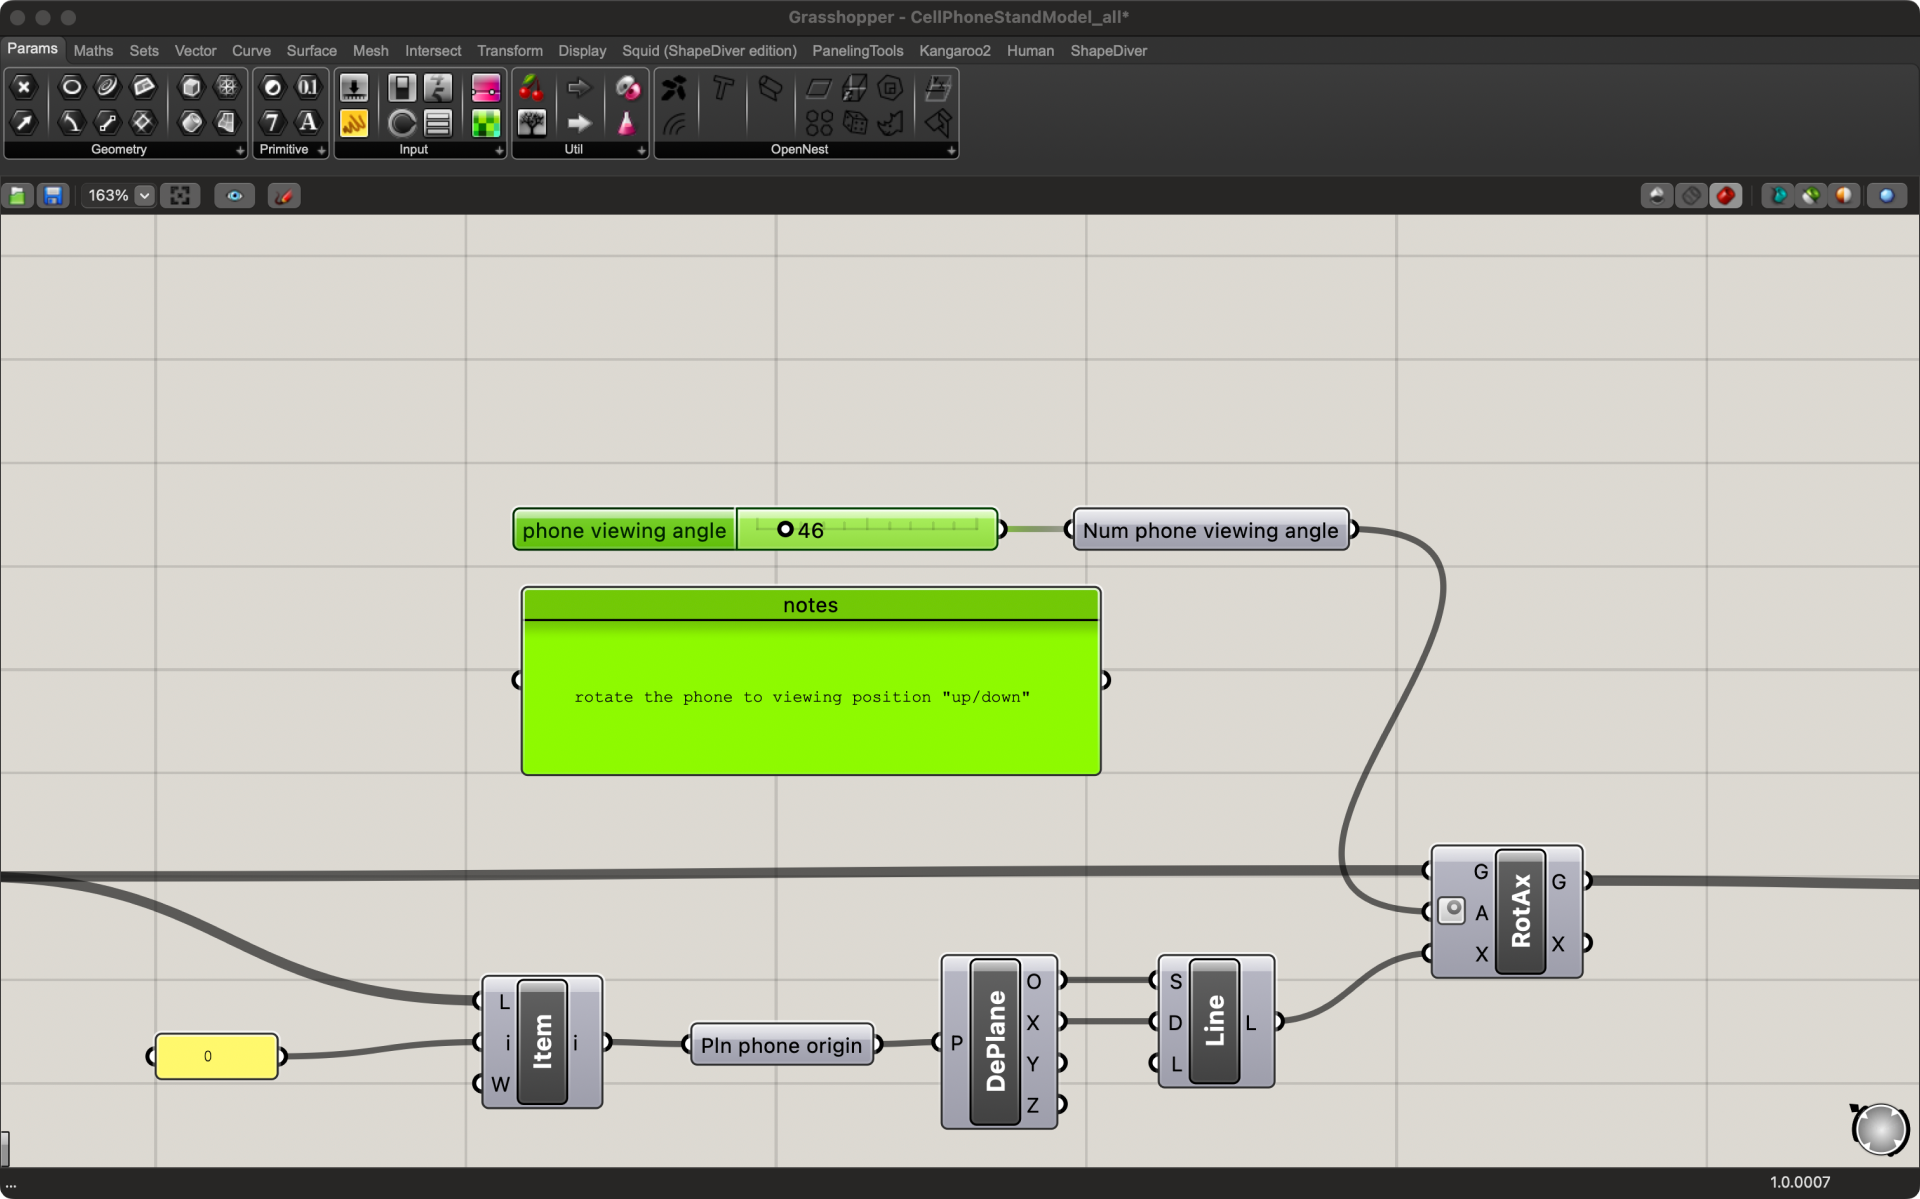 Grasshopper - CellPhoneStandModel_all*
Params Maths Sets Vector Curve Surface Mesh Intersect Transform Display Squid (ShapeDiver edition) PanelingTools Kangaroo2 Human ShapeDiver
0.1
7 A
Geometry Primitive Input Util OpenNest
163%
phone viewing angle 46 Num phone viewing angle
notes
rotate the phone to viewing position "up/down"
G G
A RotAx
X X
O S
L X D
0 i Item i Pln phone origin P DePlane Line L
W Y L
Z
...
1.0.0007